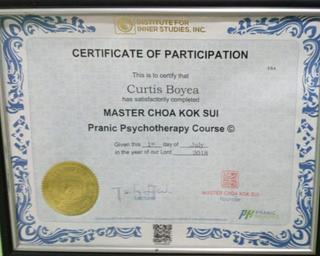 INSTITUTE FOR
INNER STUDIES, INC.
CERTIFICATE OF PARTICIPATION
This is to certify that
Curtis Boyea
has satisfactorily completed
MASTER CHOA KOK SUI
Pranic Psychotherapy Course ©
Given this 1st day of July
in the year of our Lord 2018
MASTER CHOA KOK SUI
Founder
PRANIC
HEALING